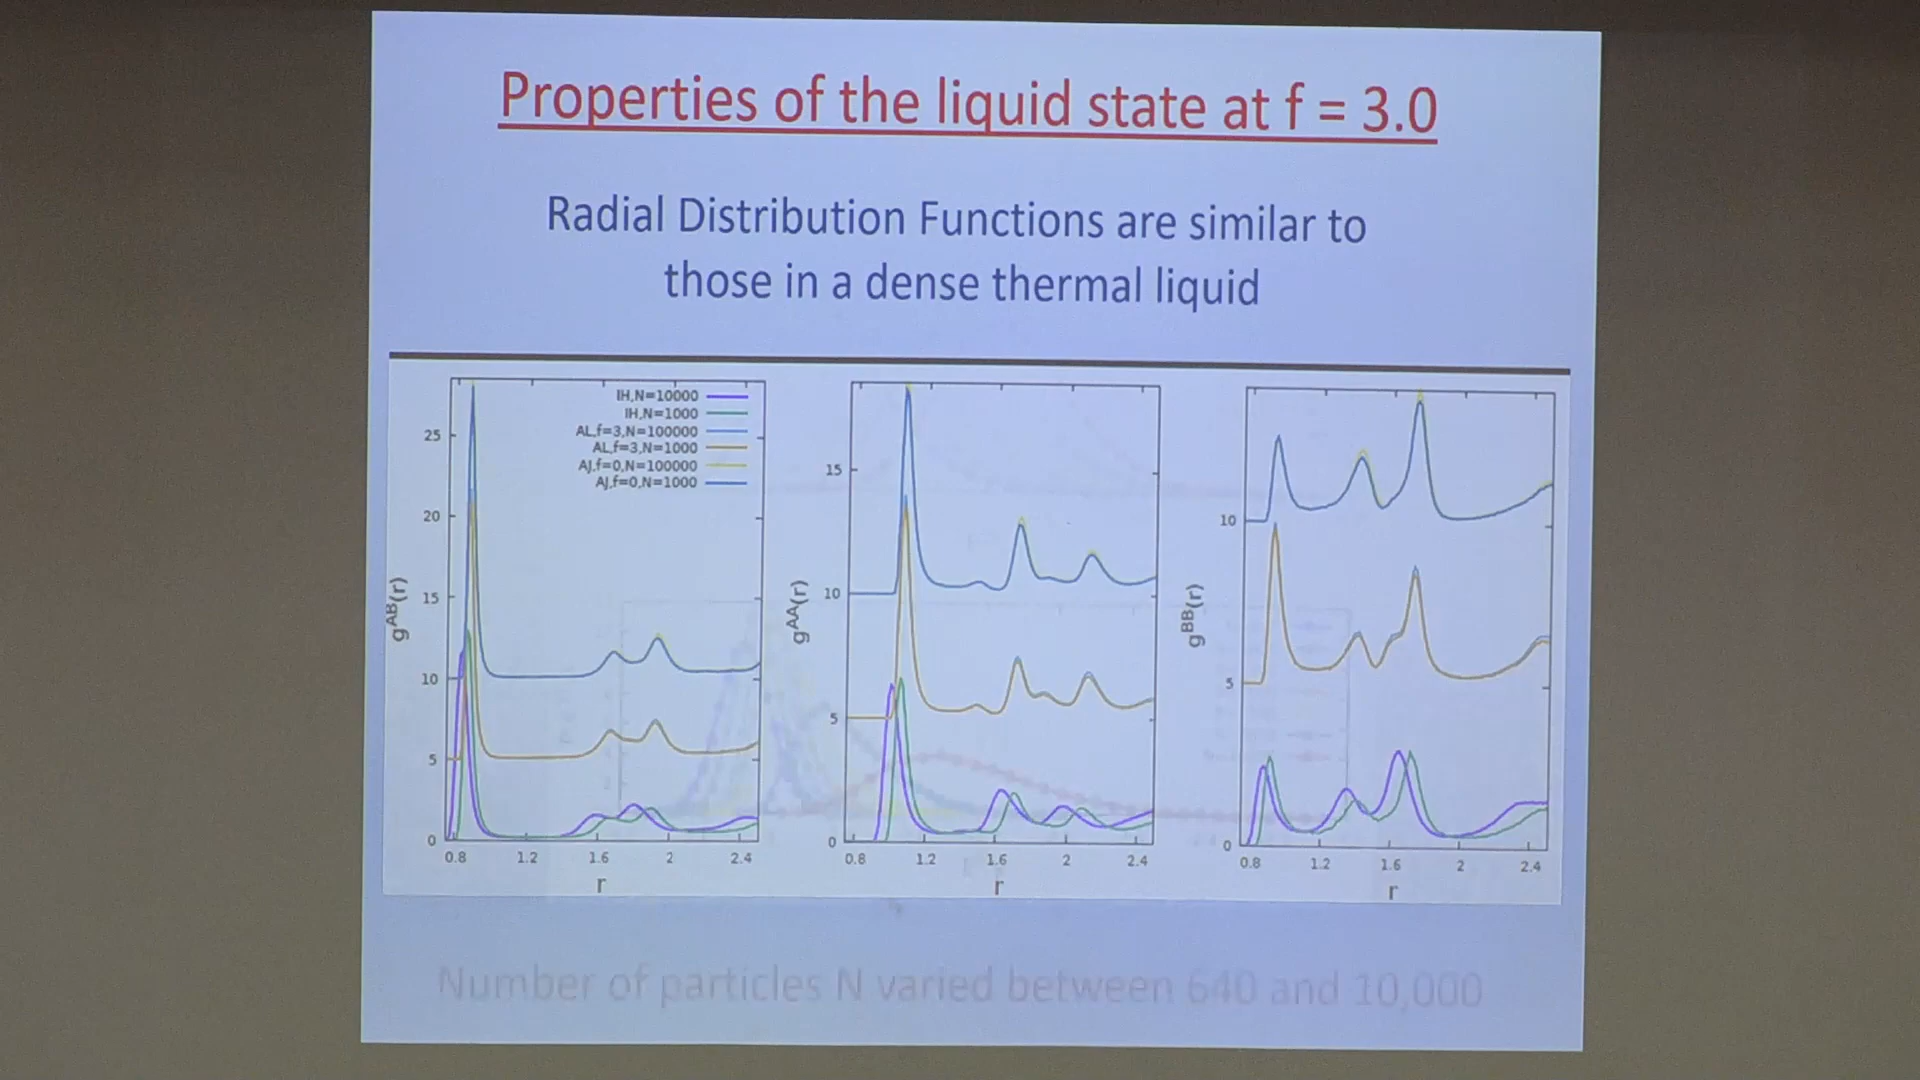 Properties of the liquid state at f = 3.0
Radial Distribution Functions are similar to
those in a dense thermal liquid
IH,N=10000
IH,N=1000
AL,f=3,N=100000
AL,f=3,N=1000
AJ,f=0,N=100000
AJ,f=0,N=1000
g^AB(r)
25
20
15
10
5
0
0.8 1.2 1.6 2 2.4
r
g^AA(r)
15
10
5
0
0.8 1.2 1.6 2 2.4
r
g^BB(r)
10
5
0
0.8 1.2 1.6 2 2.4
r
Number of particles N varied between 640 and 10,000